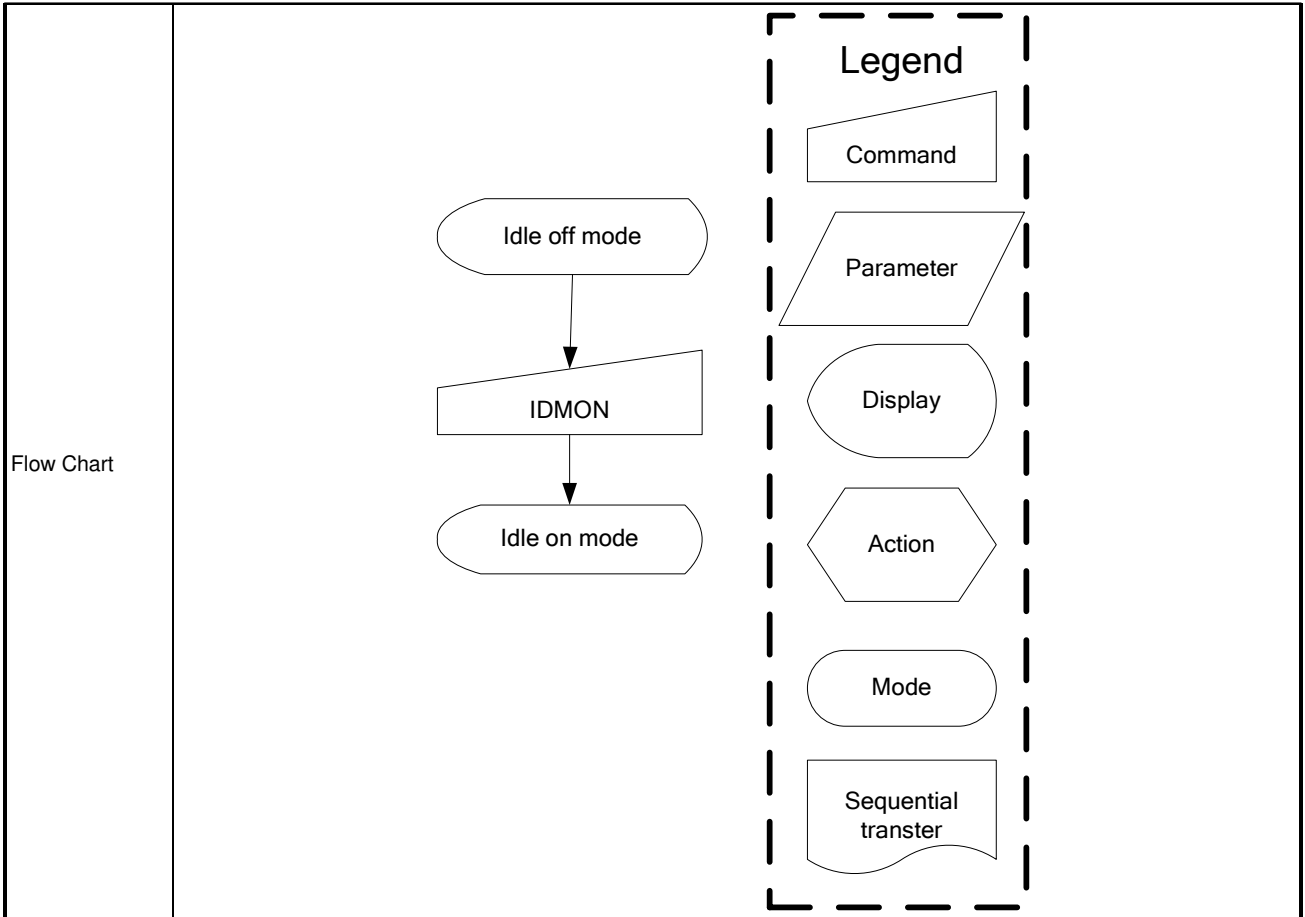 Flow Chart
Idle off mode
IDMON
Idle on mode
Legend
Command
Parameter
Display
Action
Mode
Sequential
transter